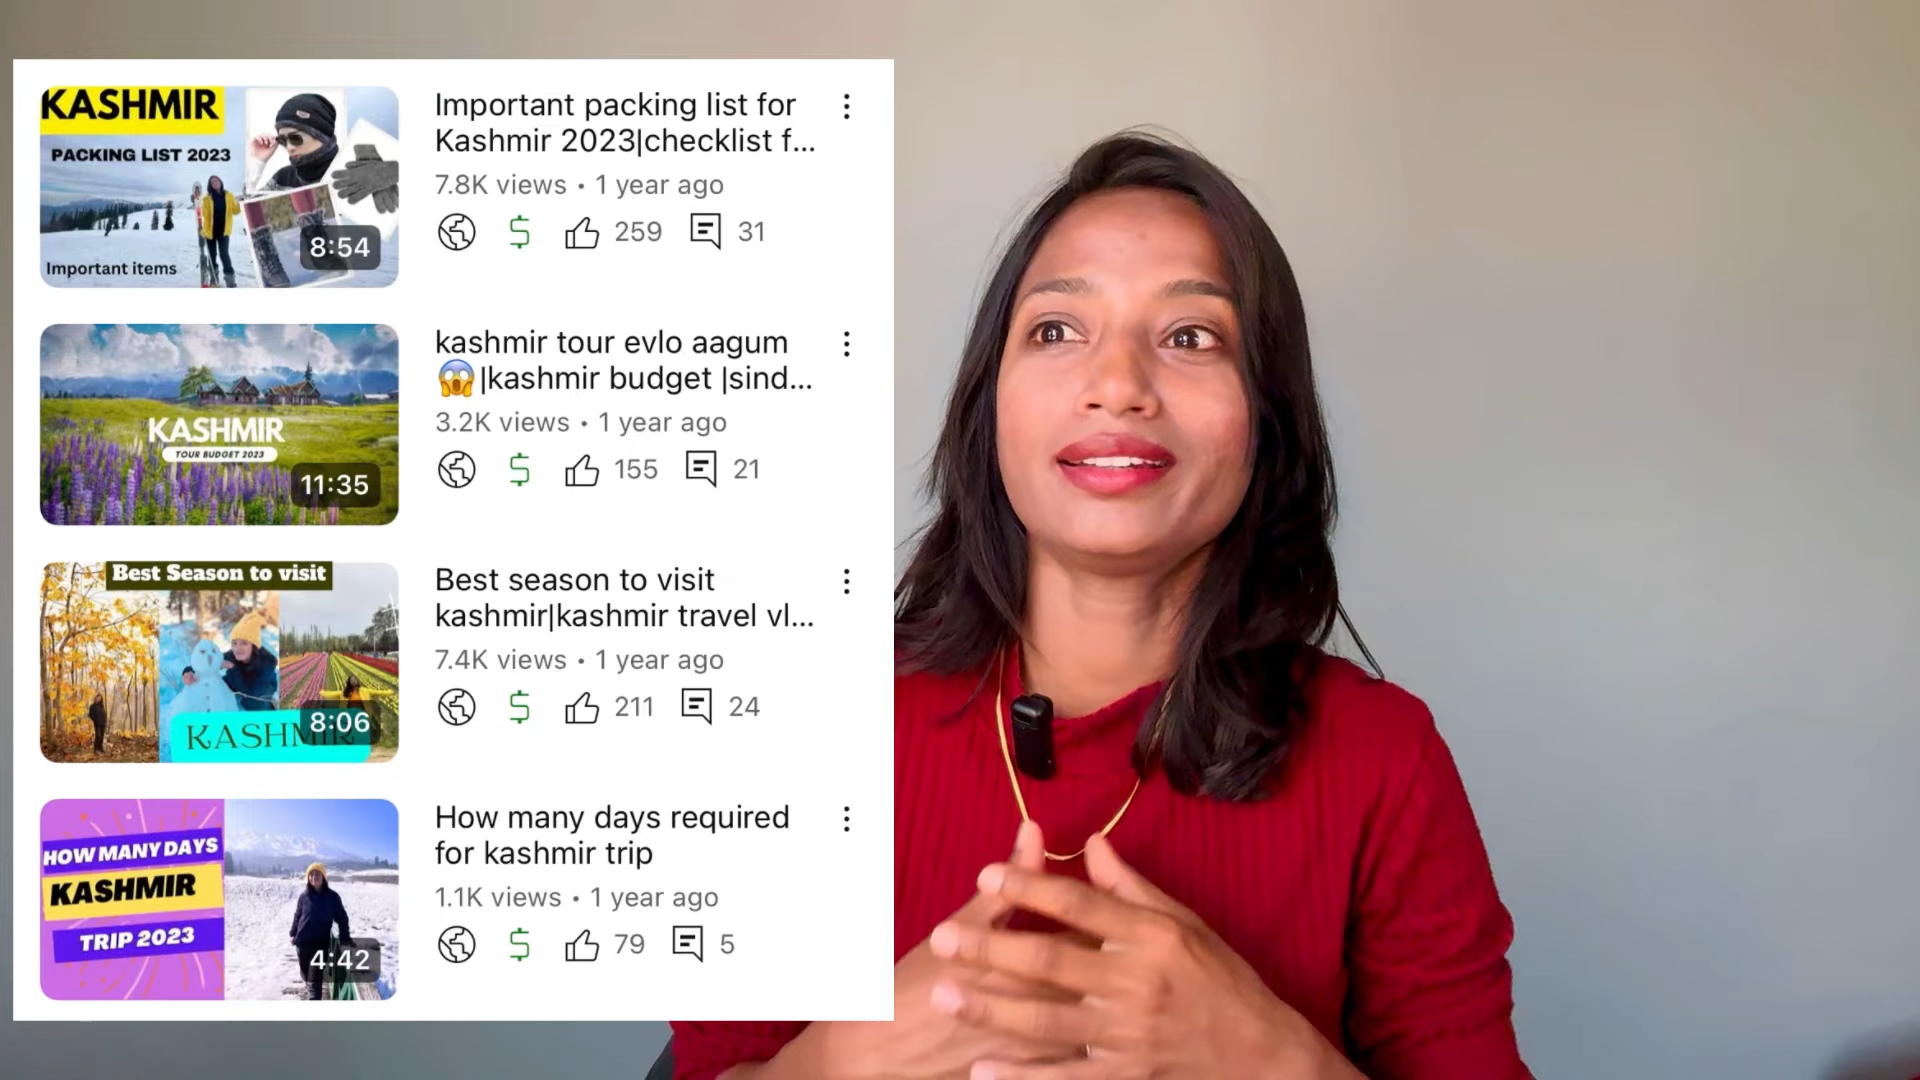 KASHMIR
PACKING LIST 2023
Important items
8:54
Important packing list for
Kashmir 2023|checklist f...
7.8K views • 1 year ago
259
31
KASHMIR
TOUR BUDGET 2023
11:35
kashmir tour evlo aagum
😱|kashmir budget |sind...
3.2K views • 1 year ago
155
21
Best Season to visit
KASHMIR
8:06
Best season to visit
kashmir|kashmir travel vl...
7.4K views • 1 year ago
211
24
HOW MANY DAYS
KASHMIR
TRIP 2023
4:42
How many days required
for kashmir trip
1.1K views • 1 year ago
79
5